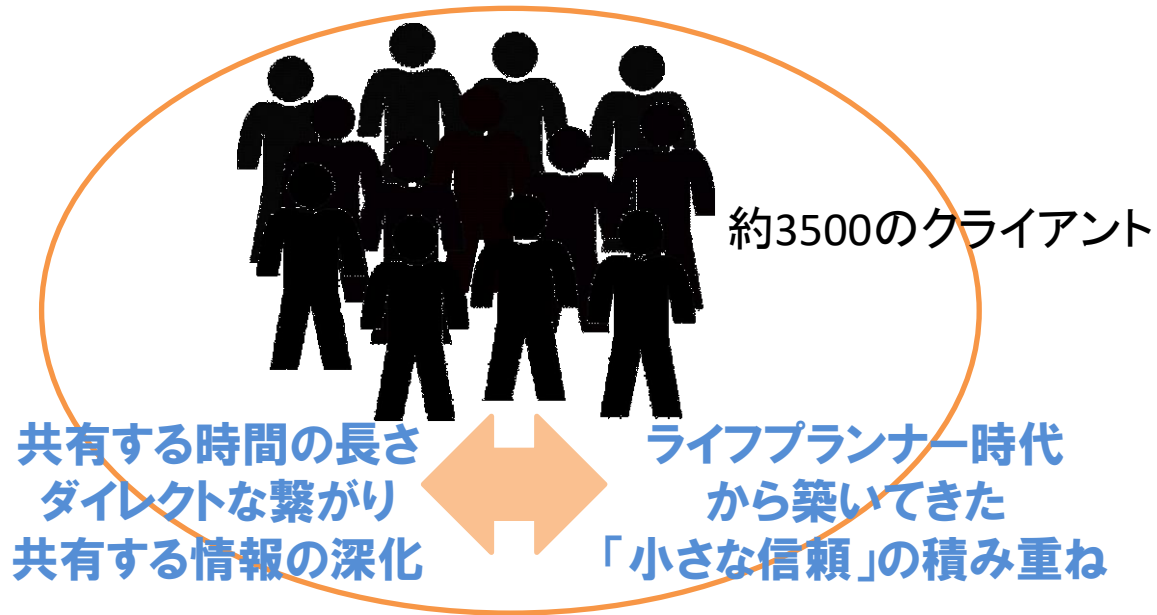 約3500のクライアント
共有する時間の長さ
ダイレクトな繋がり
共有する情報の深化
ライフプランナー時代
から築いてきた
「小さな信頼」の積み重ね